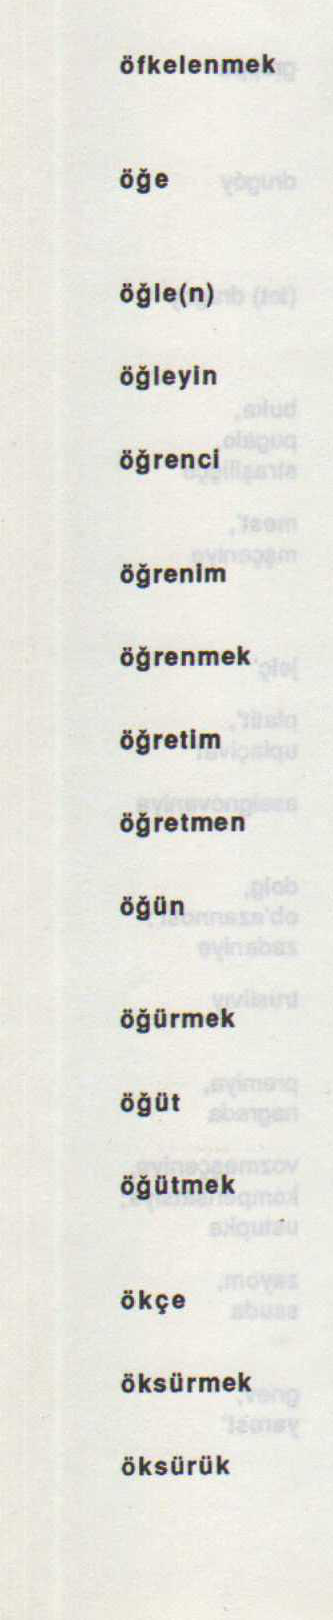 öfkelenmek
öğe
öğle(n)
öğleyin
öğrenci
öğrenim
öğrenmek
öğretim
öğretmen
öğün
öğürmek
öğüt
öğütmek
ökçe
öksürmek
öksürük